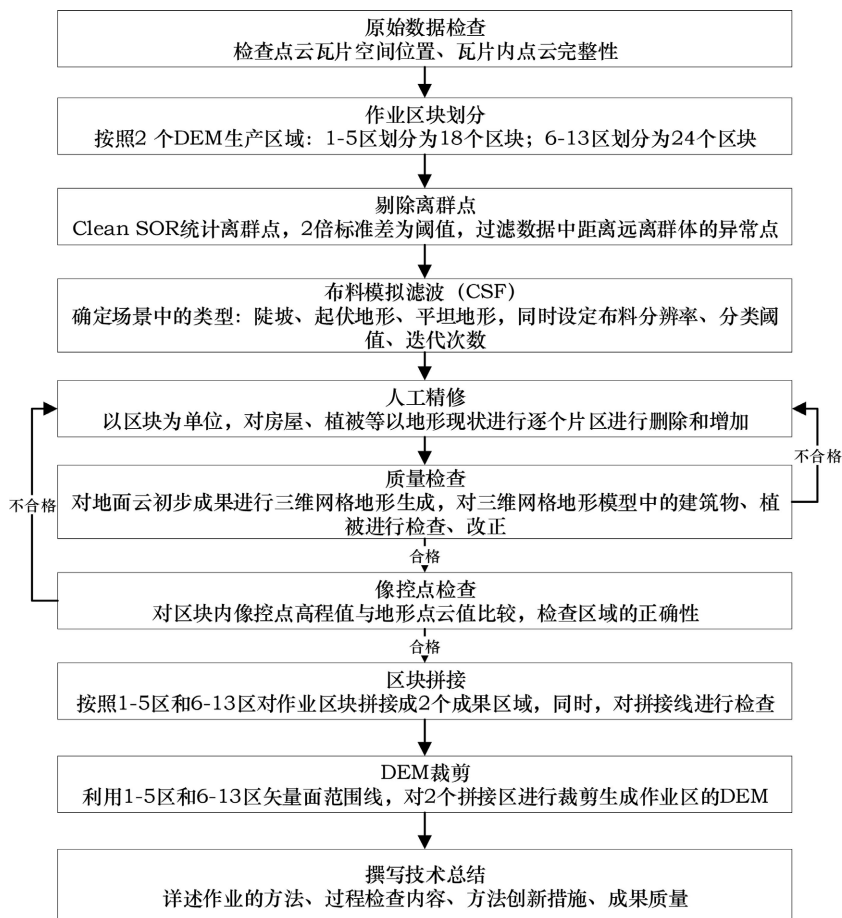 原始数据检查
检查点云瓦片空间位置、瓦片内点云完整性
作业区块划分
按照2 个DEM生产区域：1-5区划分为18个区块；6-13区划分为24个区块
剔除离群点
Clean SOR统计离群点，2倍标准差为阈值，过滤数据中距离远离群体的异常点
布料模拟滤波（CSF）
确定场景中的类型：陡坡、起伏地形、平坦地形，同时设定布料分辨率、分类阈
值、迭代次数
人工精修
以区块为单位，对房屋、植被等以地形现状进行逐个片区进行删除和增加
不合格
质量检查
对地面云初步成果进行三维网格地形生成，对三维网格地形模型中的建筑物、植
被进行检查、改正
不合格
合格
像控点检查
对区块内像控点高程值与地形点云值比较，检查区域的正确性
合格
区块拼接
按照1-5区和6-13区对作业区块拼接成2个成果区域，同时，对拼接线进行检查
DEM裁剪
利用1-5区和6-13区矢量面范围线，对2个拼接区进行裁剪生成作业区的DEM
撰写技术总结
详述作业的方法、过程检查内容、方法创新措施、成果质量